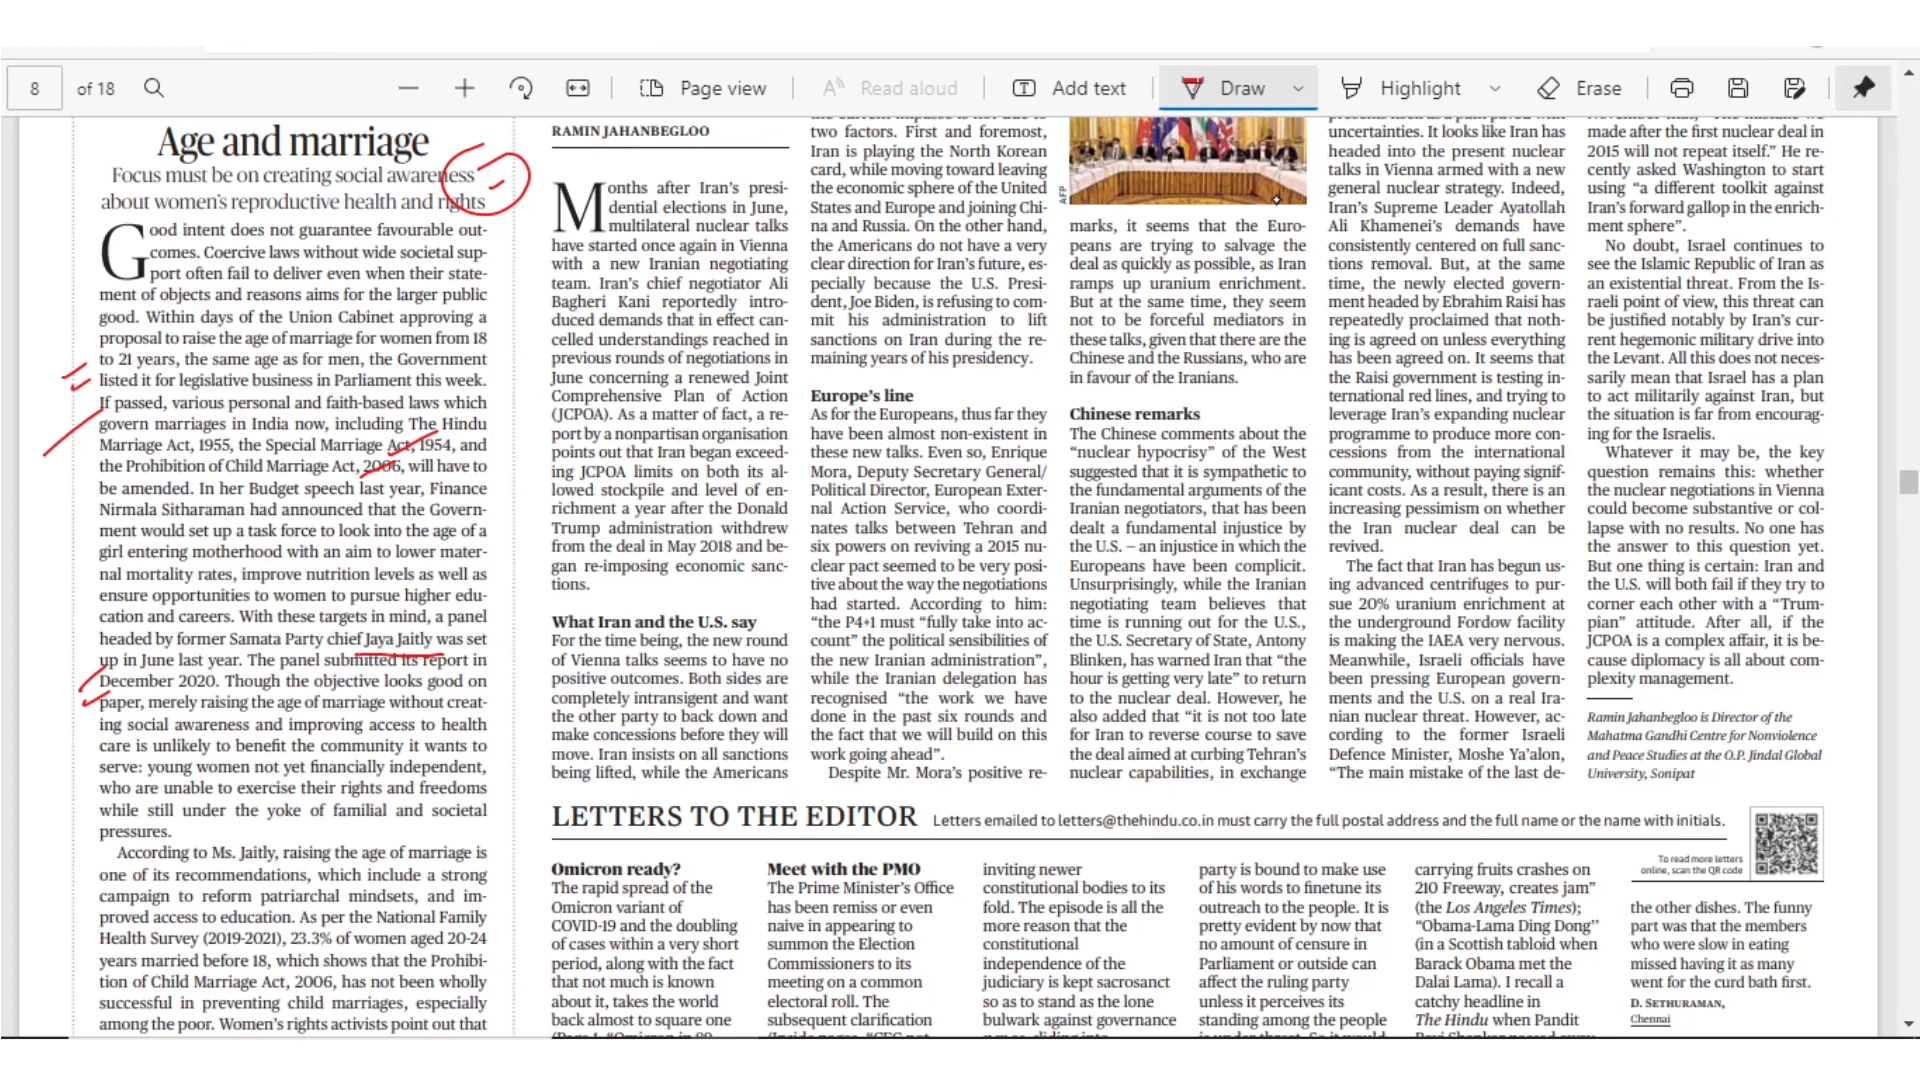 8 of 18 Page view Read aloud Add text Draw Highlight Erase
Age and marriage
Focus must be on creating social awareness
about women's reproductive health and rights
Good intent does not guarantee favourable out-
comes. Coercive laws without wide societal sup-
port often fail to deliver even when their state-
ment of objects and reasons aims for the larger public
good. Within days of the Union Cabinet approving a
proposal to raise the age of marriage for women from 18
to 21 years, the same age as for men, the Government
listed it for legislative business in Parliament this week.
If passed, various personal and faith-based laws which
govern marriages in India now, including The Hindu
Marriage Act, 1955, the Special Marriage Act, 1954, and
the Prohibition of Child Marriage Act, 2006, will have to
be amended. In her Budget speech last year, Finance
Nirmala Sitharaman had announced that the Govern-
ment would set up a task force to look into the age of a
girl entering motherhood with an aim to lower mater-
nal mortality rates, improve nutrition levels as well as
ensure opportunities to women to pursue higher edu-
cation and careers. With these targets in mind, a panel
headed by former Samata Party chief Jaya Jaitly was set
up in June last year. The panel submitted its report in
December 2020. Though the objective looks good on
paper, merely raising the age of marriage without creat-
ing social awareness and improving access to health
care is unlikely to benefit the community it wants to
serve: young women not yet financially independent,
who are unable to exercise their rights and freedoms
while still under the yoke of familial and societal
pressures.
According to Ms. Jaitly, raising the age of marriage is
one of its recommendations, which include a strong
campaign to reform patriarchal mindsets, and im-
proved access to education. As per the National Family
Health Survey (2019-2021), 23.3% of women aged 20-24
years married before 18, which shows that the Prohibi-
tion of Child Marriage Act, 2006, has not been wholly
successful in preventing child marriages, especially
among the poor. Women's rights activists point out that
RAMIN JAHANBEGLOO
Months after Iran's presi-
dential elections in June,
multilateral nuclear talks
have started once again in Vienna
with a new Iranian negotiating
team. Iran's chief negotiator Ali
Bagheri Kani reportedly intro-
duced demands that in effect can-
celled understandings reached in
previous rounds of negotiations in
June concerning a renewed Joint
Comprehensive Plan of Action
(JCPOA). As a matter of fact, a re-
port by a nonpartisan organisation
points out that Iran began exceed-
ing JCPOA limits on both its al-
lowed stockpile and level of en-
richment a year after the Donald
Trump administration withdrew
from the deal in May 2018 and be-
gan re-imposing economic sanc-
tions.
What Iran and the U.S. say
For the time being, the new round
of Vienna talks seems to have no
positive outcomes. Both sides are
completely intransigent and want
the other party to back down and
make concessions before they will
move. Iran insists on all sanctions
being lifted, while the Americans
two factors. First and foremost,
Iran is playing the North Korean
card, while moving toward leaving
the economic sphere of the United
States and Europe and joining Chi-
na and Russia. On the other hand,
the Americans do not have a very
clear direction for Iran's future, es-
pecially because the U.S. Presi-
dent, Joe Biden, is refusing to com-
mit his administration to lift
sanctions on Iran during the re-
maining years of his presidency.
Europe's line
As for the Europeans, thus far they
have been almost non-existent in
these new talks. Even so, Enrique
Mora, Deputy Secretary General/
Political Director, European Exter-
nal Action Service, who coordi-
nates talks between Tehran and
six powers on reviving a 2015 nu-
clear pact seemed to be very posi-
tive about the way the negotiations
had started. According to him:
"the P4+1 must "fully take into ac-
count" the political sensibilities of
the new Iranian administration",
while the Iranian delegation has
recognised "the work we have
done in the past six rounds and
the fact that we will build on this
work going ahead".
Despite Mr. Mora's positive re-
AFP
marks, it seems that the Euro-
peans are trying to salvage the
deal as quickly as possible, as Iran
ramps up uranium enrichment.
But at the same time, they seem
not to be forceful mediators in
these talks, given that there are the
Chinese and the Russians, who are
in favour of the Iranians.
Chinese remarks
The Chinese comments about the
"nuclear hypocrisy" of the West
suggested that it is sympathetic to
the fundamental arguments of the
Iranian negotiators, that has been
dealt a fundamental injustice by
the U.S. – an injustice in which the
Europeans have been complicit.
Unsurprisingly, while the Iranian
negotiating team believes that
time is running out for the U.S.,
the U.S. Secretary of State, Antony
Blinken, has warned Iran that "the
hour is getting very late" to return
to the nuclear deal. However, he
also added that "it is not too late
for Iran to reverse course to save
the deal aimed at curbing Tehran's
nuclear capabilities, in exchange
uncertainties. It looks like Iran has
headed into the present nuclear
talks in Vienna armed with a new
general nuclear strategy. Indeed,
Iran's Supreme Leader Ayatollah
Ali Khamenei's demands have
consistently centered on full sanc-
tions removal. But, at the same
time, the newly elected govern-
ment headed by Ebrahim Raisi has
repeatedly proclaimed that noth-
ing is agreed on unless everything
has been agreed on. It seems that
the Raisi government is testing in-
ternational red lines, and trying to
leverage Iran's expanding nuclear
programme to produce more con-
cessions from the international
community, without paying signif-
icant costs. As a result, there is an
increasing pessimism on whether
the Iran nuclear deal can be
revived.
The fact that Iran has begun us-
ing advanced centrifuges to pur-
sue 20% uranium enrichment at
the underground Fordow facility
is making the IAEA very nervous.
Meanwhile, Israeli officials have
been pressing European govern-
ments and the U.S. on a real Ira-
nian nuclear threat. However, ac-
cording to the former Israeli
Defence Minister, Moshe Ya'alon,
"The main mistake of the last de-
made after the first nuclear deal in
2015 will not repeat itself." He re-
cently asked Washington to start
using "a different toolkit against
Iran's forward gallop in the enrich-
ment sphere".
No doubt, Israel continues to
see the Islamic Republic of Iran as
an existential threat. From the Is-
raeli point of view, this threat can
be justified notably by Iran's cur-
rent hegemonic military drive into
the Levant. All this does not neces-
sarily mean that Israel has a plan
to act militarily against Iran, but
the situation is far from encourag-
ing for the Israelis.
Whatever it may be, the key
question remains this: whether
the nuclear negotiations in Vienna
could become substantive or col-
lapse with no results. No one has
the answer to this question yet.
But one thing is certain: Iran and
the U.S. will both fail if they try to
corner each other with a "Trum-
pian" attitude. After all, if the
JCPOA is a complex affair, it is be-
cause diplomacy is all about com-
plexity management.
Ramin Jahanbegloo is Director of the
Mahatma Gandhi Centre for Nonviolence
and Peace Studies at the O.P. Jindal Global
University, Sonipat
LETTERS TO THE EDITOR Letters emailed to letters@thehindu.co.in must carry the full postal address and the full name or the name with initials.
To read more letters
online, scan the QR code
Omicron ready?
The rapid spread of the
Omicron variant of
COVID-19 and the doubling
of cases within a very short
period, along with the fact
that not much is known
about it, takes the world
back almost to square one
Meet with the PMO
The Prime Minister's Office
has been remiss or even
naive in appearing to
summon the Election
Commissioners to its
meeting on a common
electoral roll. The
subsequent clarification
inviting newer
constitutional bodies to its
fold. The episode is all the
more reason that the
constitutional
independence of the
judiciary is kept sacrosanct
so as to stand as the lone
bulwark against governance
party is bound to make use
of his words to finetune its
outreach to the people. It is
pretty evident by now that
no amount of censure in
Parliament or outside can
affect the ruling party
unless it perceives its
standing among the people
carrying fruits crashes on
210 Freeway, creates jam"
(the Los Angeles Times);
"Obama-Lama Ding Dong"
(in a Scottish tabloid when
Barack Obama met the
Dalai Lama). I recall a
catchy headline in
The Hindu when Pandit
the other dishes. The funny
part was that the members
who were slow in eating
missed having it as many
went for the curd bath first.
D. SETHURAMAN,
Chennai